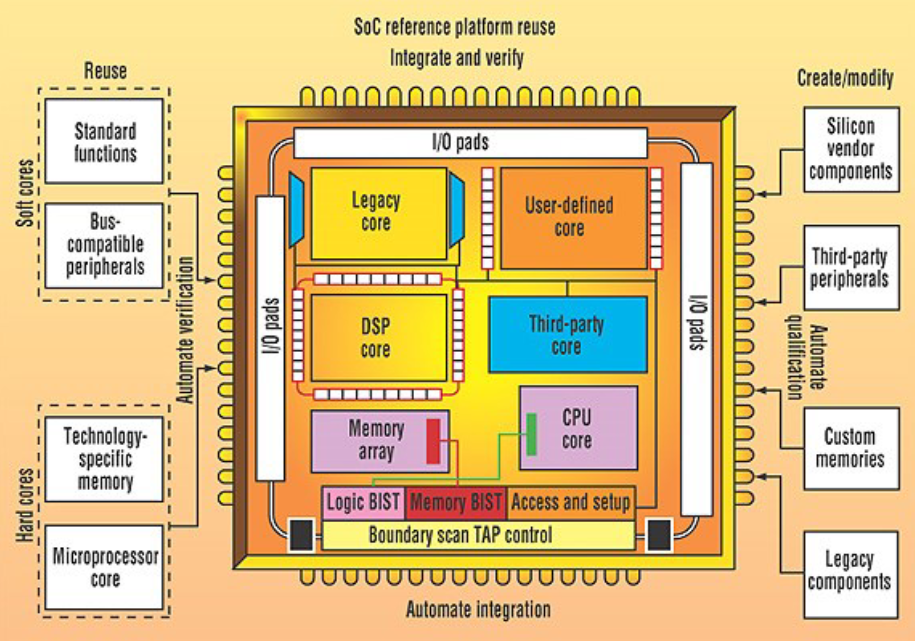 SoC reference platform reuse
Integrate and verify
Reuse
Create/modify
Soft cores
Standard
functions
Bus-
compatible
peripherals
Automate verification
Hard cores
Technology-
specific
memory
Microprocessor
core
I/O pads
I/O pads
I/O pads
Legacy
core
User-defined
core
DSP
core
Third-party
core
Memory
array
CPU
core
Logic BIST
Memory BIST
Access and setup
Boundary scan TAP control
Silicon
vendor
components
Third-party
peripherals
Automate
qualification
Custom
memories
Legacy
components
Automate integration